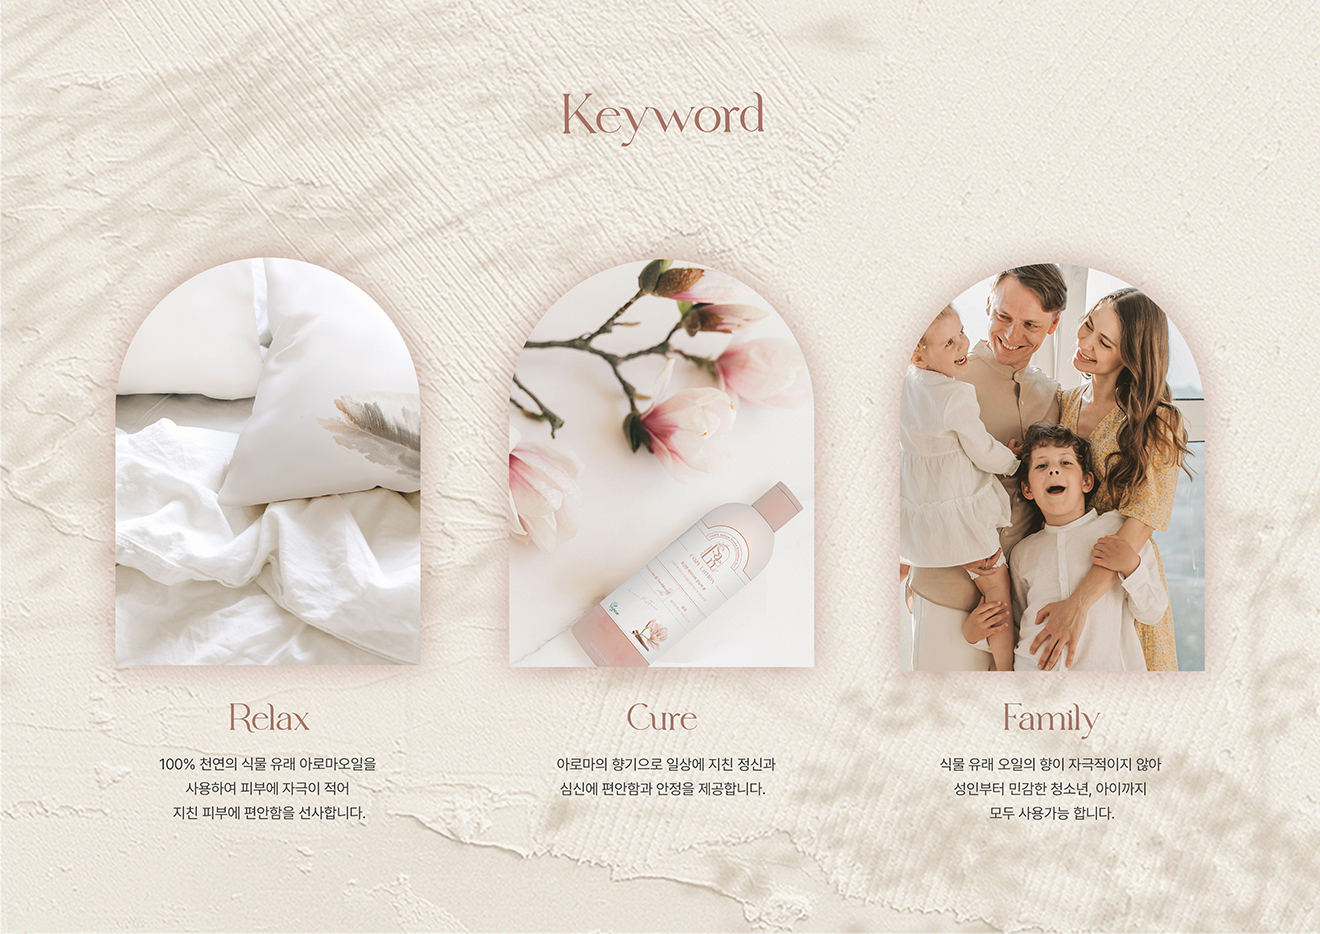 Keyword
COZY LOTION
Relax
100% 천연의 식물 유래 아로마오일을
사용하여 피부에 자극이 적어
지친 피부에 편안함을 선사합니다.
Cure
아로마의 향기으로 일상에 지친 정신과
심신에 편안함과 안정을 제공합니다.
Family
식물 유래 오일의 향이 자극적이지 않아
성인부터 민감한 청소년, 아이까지
모두 사용가능 합니다.